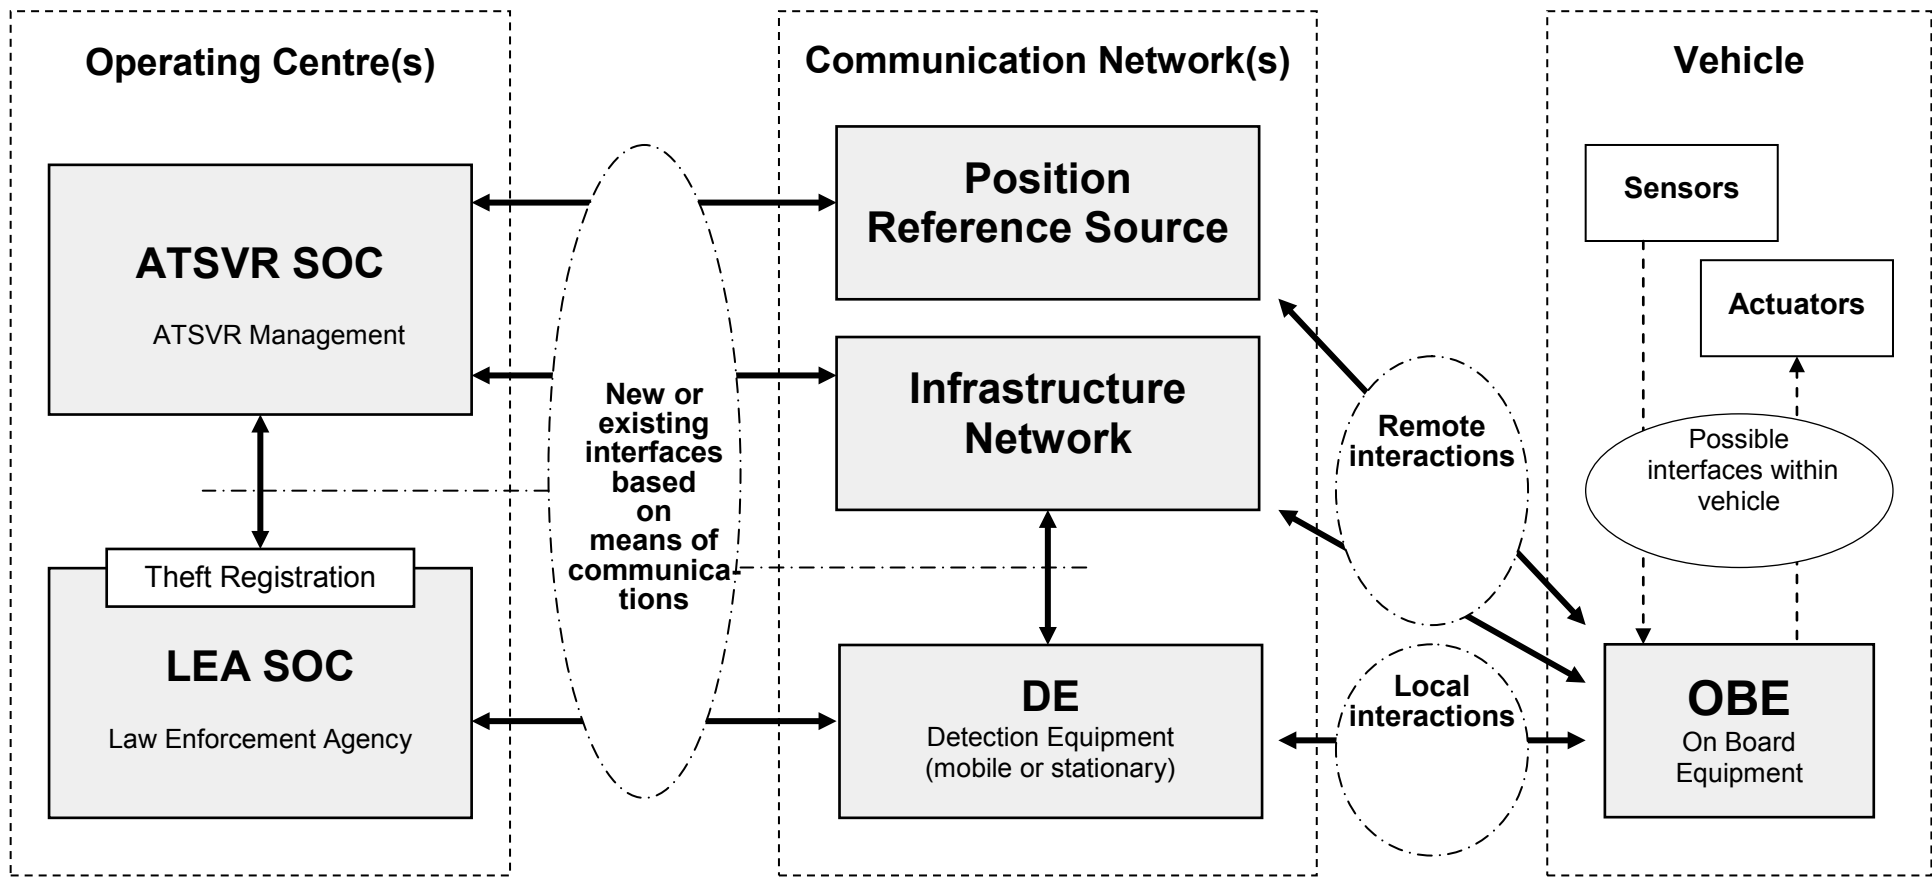 Operating Centre(s)
ATSVR SOC
ATSVR Management
Theft Registration
LEA SOC
Law Enforcement Agency
New or
existing
interfaces
based
on
means of
communica-
tions
Communication Network(s)
Position
Reference Source
Infrastructure
Network
DE
Detection Equipment
(mobile or stationary)
Remote
interactions
Local
interactions
Vehicle
Sensors
Actuators
Possible
interfaces within
vehicle
OBE
On Board
Equipment